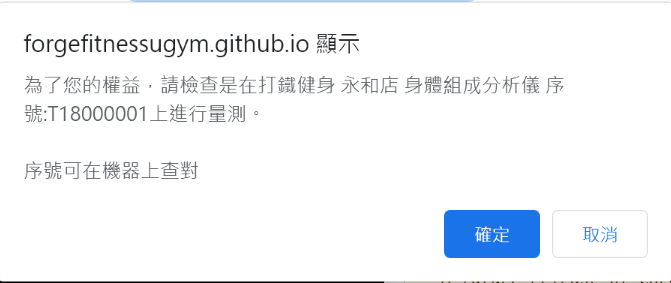 forgefitnessugym.github.io 顯示
為了您的權益，請檢查是在打鐵健身 永和店 身體組成分析儀 序
號:T18000001上進行量測。
序號可在機器上查對
確定
取消